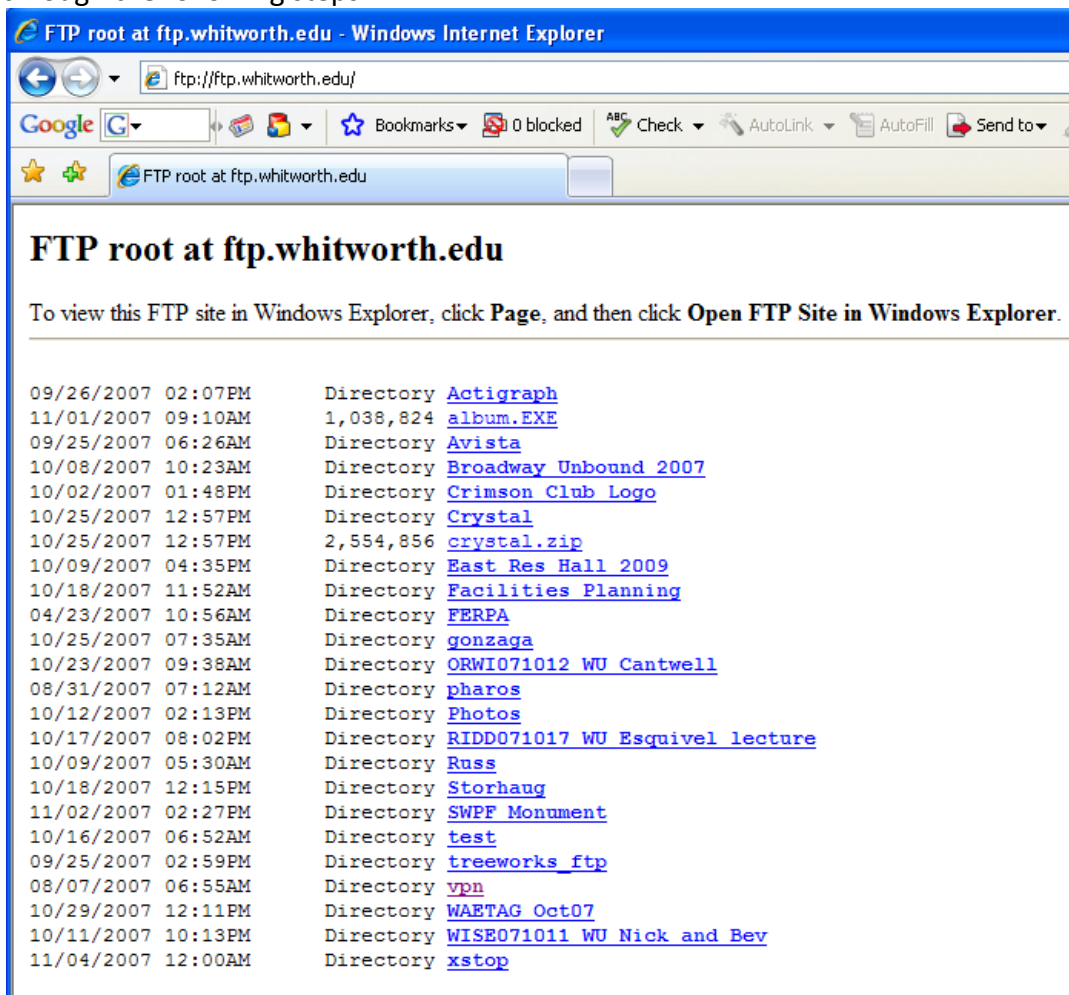 FTP root at ftp.whitworth.edu - Windows Internet Explorer
ftp://ftp.whitworth.edu/
Google G Bookmarks 0 blocked ABC Check AutoLink AutoFill Send to
FTP root at ftp.whitworth.edu
FTP root at ftp.whitworth.edu
To view this FTP site in Windows Explorer, click Page, and then click Open FTP Site in Windows Explorer.
09/26/2007 02:07PM Directory Actigraph
11/01/2007 09:10AM 1,038,824 album.EXE
09/25/2007 06:26AM Directory Avista
10/08/2007 10:23AM Directory Broadway Unbound 2007
10/02/2007 01:48PM Directory Crimson Club Logo
10/25/2007 12:57PM Directory Crystal
10/25/2007 12:57PM 2,554,856 crystal.zip
10/09/2007 04:35PM Directory East Res Hall 2009
10/18/2007 11:52AM Directory Facilities Planning
04/23/2007 10:56AM Directory FERPA
10/25/2007 07:35AM Directory gonzaga
10/23/2007 09:38AM Directory ORWI071012 WU Cantwell
08/31/2007 07:12AM Directory pharos
10/12/2007 02:13PM Directory Photos
10/17/2007 08:02PM Directory RIDD071017 WU Esquivel lecture
10/09/2007 05:30AM Directory Russ
10/18/2007 12:15PM Directory Storhaug
11/02/2007 02:27PM Directory SWPF Monument
10/16/2007 06:52AM Directory test
09/25/2007 02:59PM Directory treeworks_ftp
08/07/2007 06:55AM Directory vpn
10/29/2007 12:11PM Directory WAETAG Oct07
10/11/2007 10:13PM Directory WISE071011 WU Nick and Bev
11/04/2007 12:00AM Directory xstop